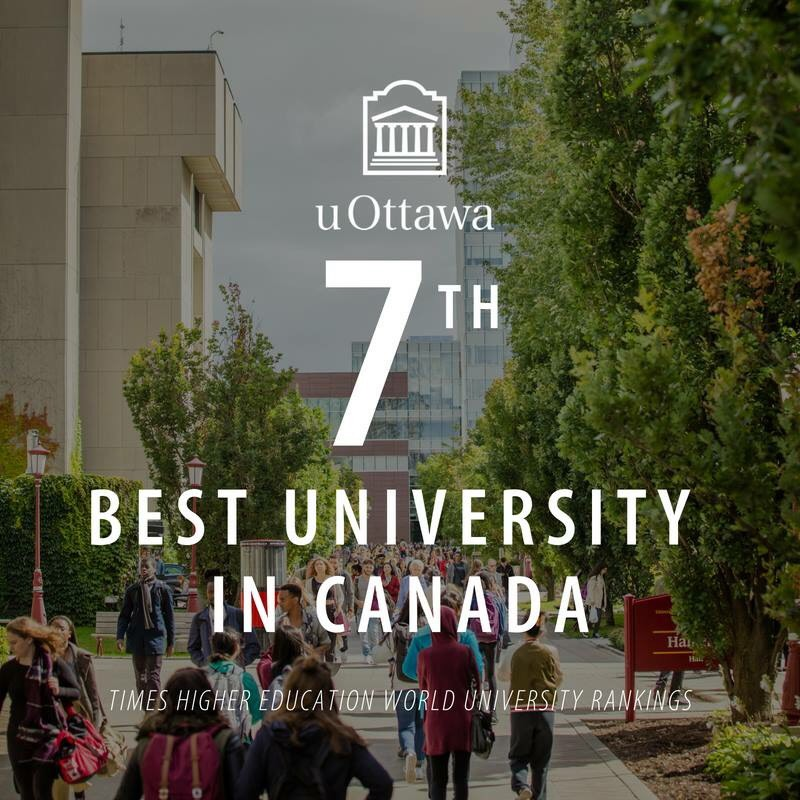 uOttawa
7TH
BEST UNIVERSITY
IN CANADA
TIMES HIGHER EDUCATION WORLD UNIVERSITY RANKINGS